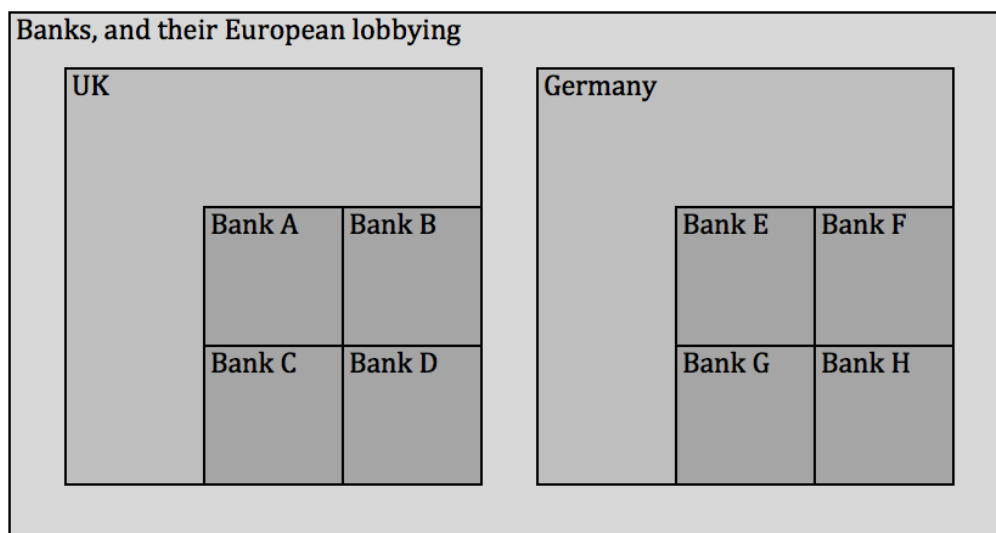 Banks, and their European lobbying
UK
Germany
Bank A
Bank B
Bank E
Bank F
Bank C
Bank D
Bank G
Bank H